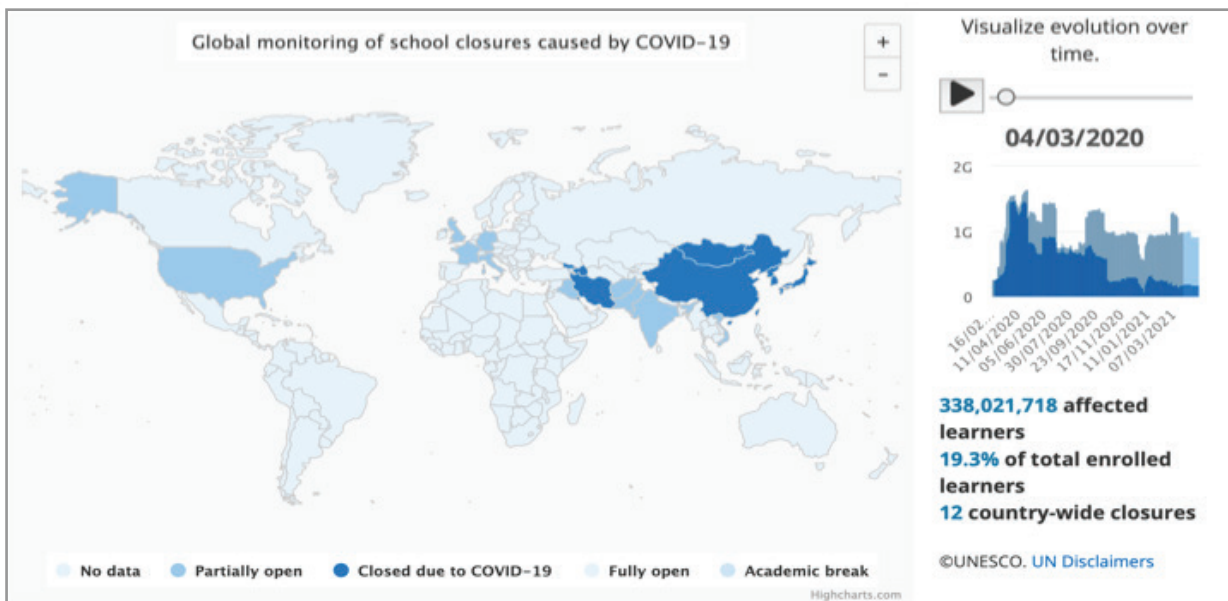 Global monitoring of school closures caused by COVID-19
+
−
No data
Partially open
Closed due to COVID-19
Fully open
Academic break
Highcharts.com
Visualize evolution over
time.
04/03/2020
2G
1G
0
16/02...
11/04/2020
05/06/2020
30/07/2020
23/09/2020
17/11/2020
11/01/2021
07/03/2021
338,021,718 affected
learners
19.3% of total enrolled
learners
12 country-wide closures
©UNESCO. UN Disclaimers